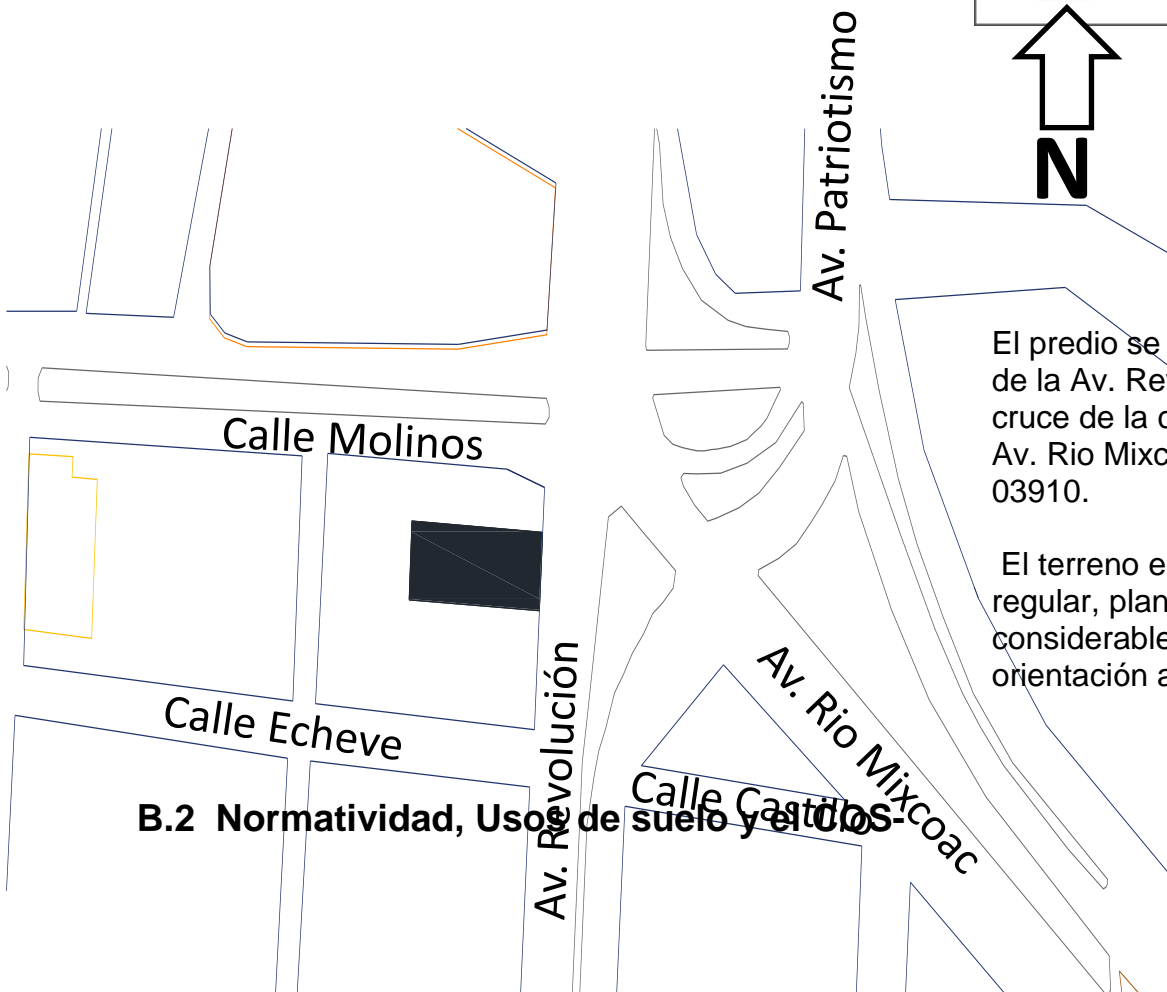 Av. Patriotismo
N
El predio se
de la Av. Re
cruce de la
Av. Rio Mixc
03910.
El terreno e
regular, plan
considerable
orientación a
Calle Molinos
Calle Echeve
Av. Revolución
Av. Rio Mixcoac
Calle Castillo
B.2 Normatividad, Usos de suelo y el